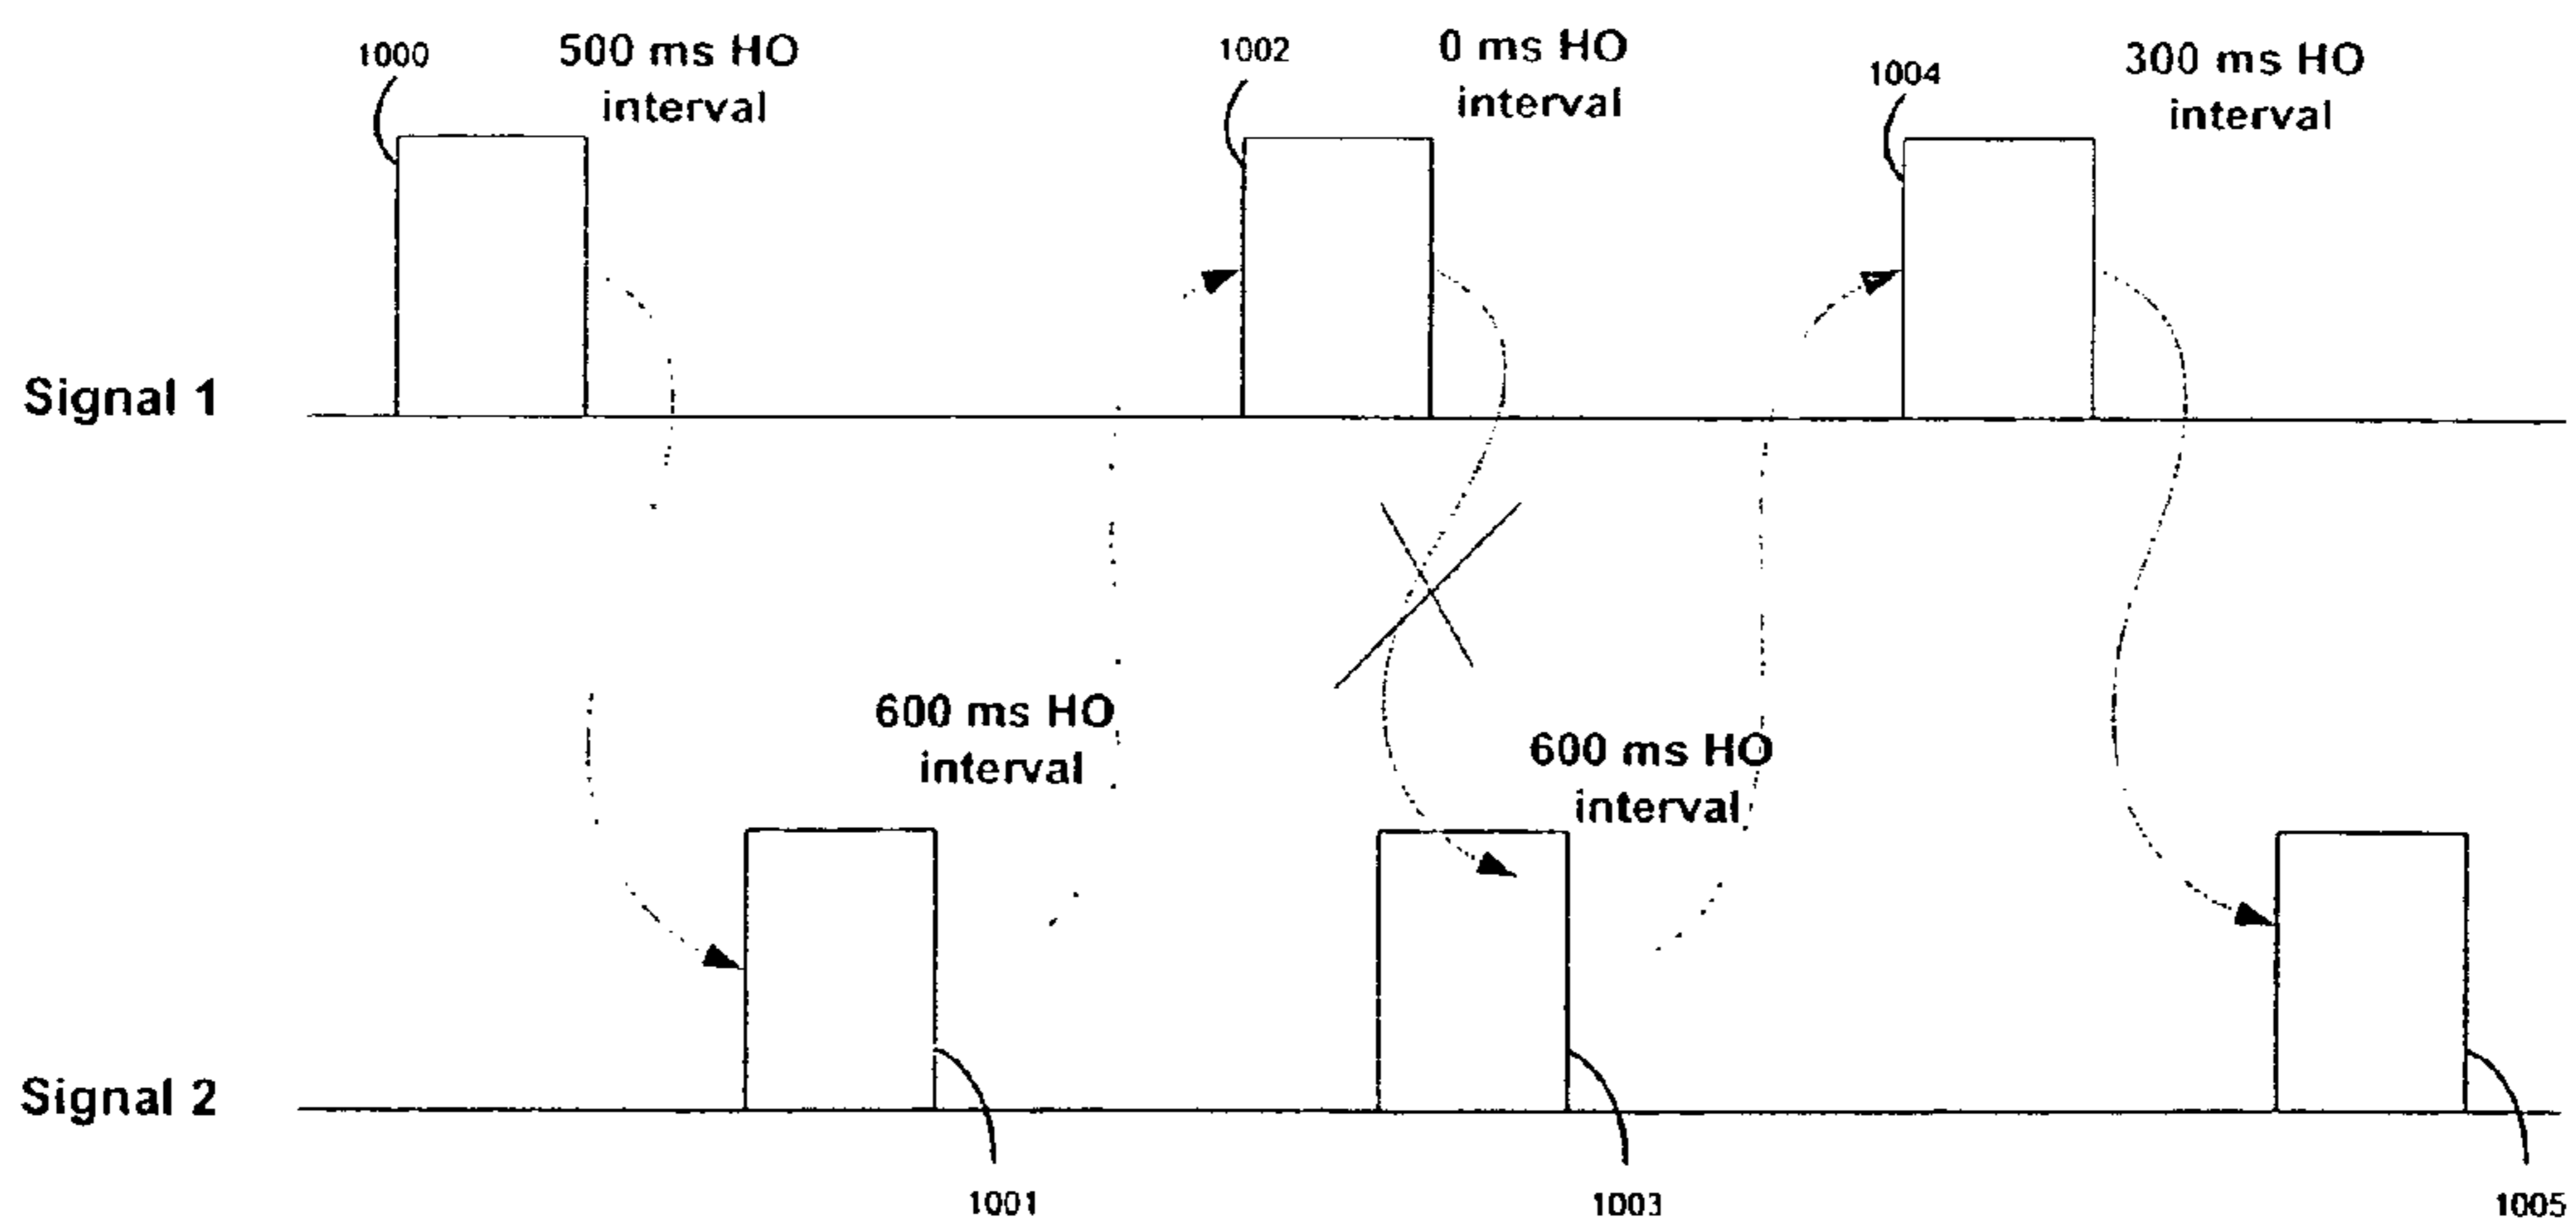 1000
500 ms HO
interval
1002
0 ms HO
interval
1004
300 ms HO
interval
Signal 1
600 ms HO
interval
600 ms HO
interval
Signal 2
1001
1003
1005